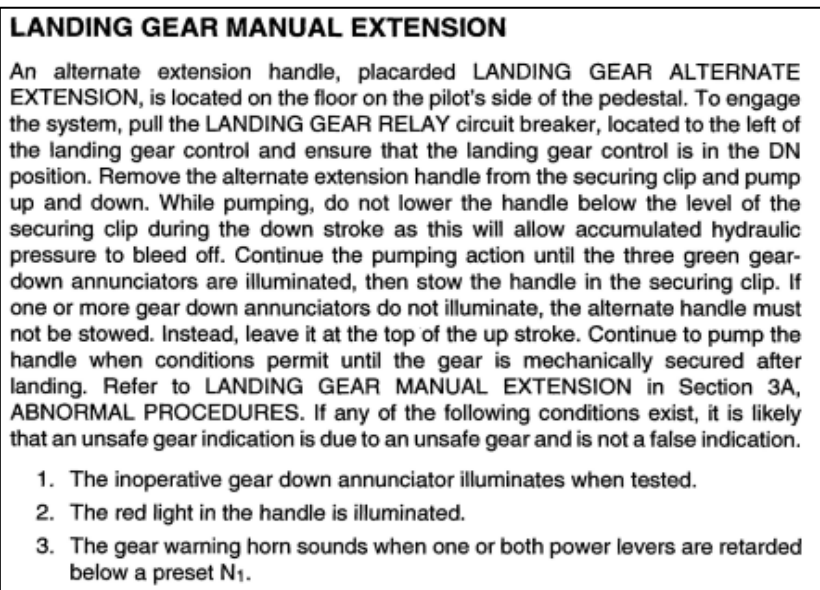 LANDING GEAR MANUAL EXTENSION
An alternate extension handle, placarded LANDING GEAR ALTERNATE
EXTENSION, is located on the floor on the pilot's side of the pedestal. To engage
the system, pull the LANDING GEAR RELAY circuit breaker, located to the left of
the landing gear control and ensure that the landing gear control is in the DN
position. Remove the alternate extension handle from the securing clip and pump
up and down. While pumping, do not lower the handle below the level of the
securing clip during the down stroke as this will allow accumulated hydraulic
pressure to bleed off. Continue the pumping action until the three green gear-
down annunciators are illuminated, then stow the handle in the securing clip. If
one or more gear down annunciators do not illuminate, the alternate handle must
not be stowed. Instead, leave it at the top of the up stroke. Continue to pump the
handle when conditions permit until the gear is mechanically secured after
landing. Refer to LANDING GEAR MANUAL EXTENSION in Section 3A,
ABNORMAL PROCEDURES. If any of the following conditions exist, it is likely
that an unsafe gear indication is due to an unsafe gear and is not a false indication.
1. The inoperative gear down annunciator illuminates when tested.
2. The red light in the handle is illuminated.
3. The gear warning horn sounds when one or both power levers are retarded
below a preset N1.